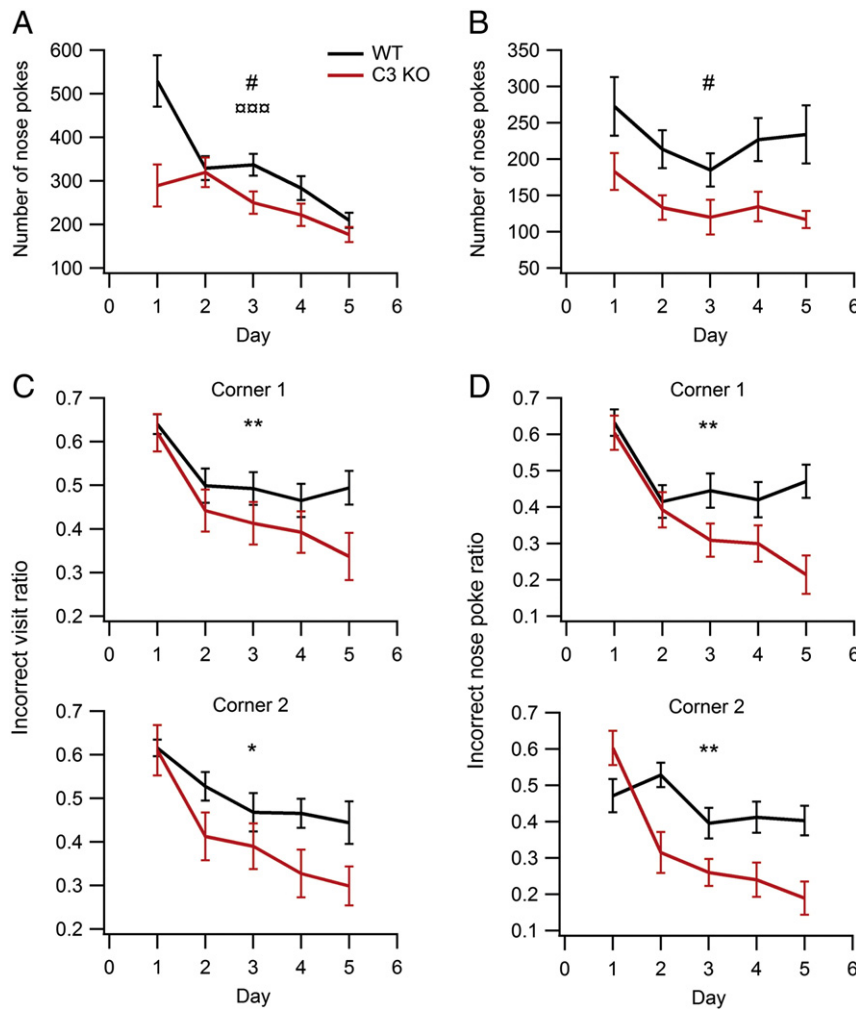 A
Number of nose pokes
600
500
400
300
200
100
#
¤¤¤
WT
C3 KO
0 1 2 3 4 5 6
Day
B
Number of nose pokes
350
300
250
200
150
100
50
#
0 1 2 3 4 5 6
Day
C
Incorrect visit ratio
Corner 1
**
0.7
0.6
0.5
0.4
0.3
0.2
0 1 2 3 4 5 6
Corner 2
*
0.7
0.6
0.5
0.4
0.3
0.2
0 1 2 3 4 5 6
Day
D
Incorrect nose poke ratio
Corner 1
**
0.7
0.6
0.5
0.4
0.3
0.2
0.1
0 1 2 3 4 5 6
Corner 2
**
0.7
0.6
0.5
0.4
0.3
0.2
0.1
0 1 2 3 4 5 6
Day